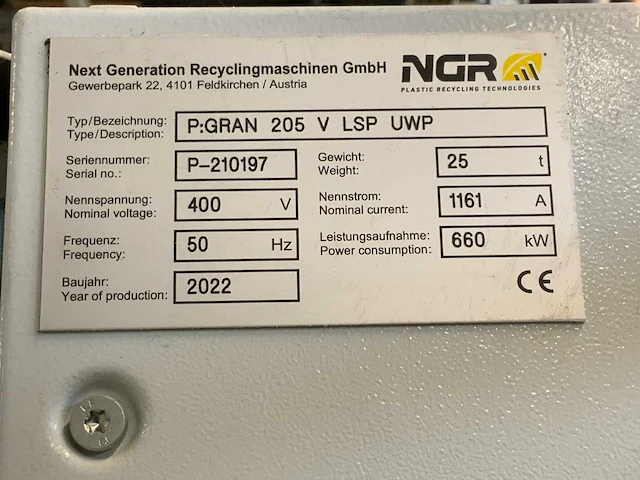 Next Generation Recyclingmaschinen GmbH
Gewerbepark 22, 4101 Feldkirchen / Austria
NGR
PLASTIC RECYCLING TECHNOLOGIES
Typ/Bezeichnung:
Type/Description:
P:GRAN 205 V LSP UWP
Seriennummer:
Serial no.:
P-210197
Gewicht:
Weight:
25 t
Nennspannung:
Nominal voltage:
400 V
Nennstrom:
Nominal current:
1161 A
Frequenz:
Frequency:
50 Hz
Leistungsaufnahme:
Power consumption:
660 kW
Baujahr:
Year of production:
2022
CE